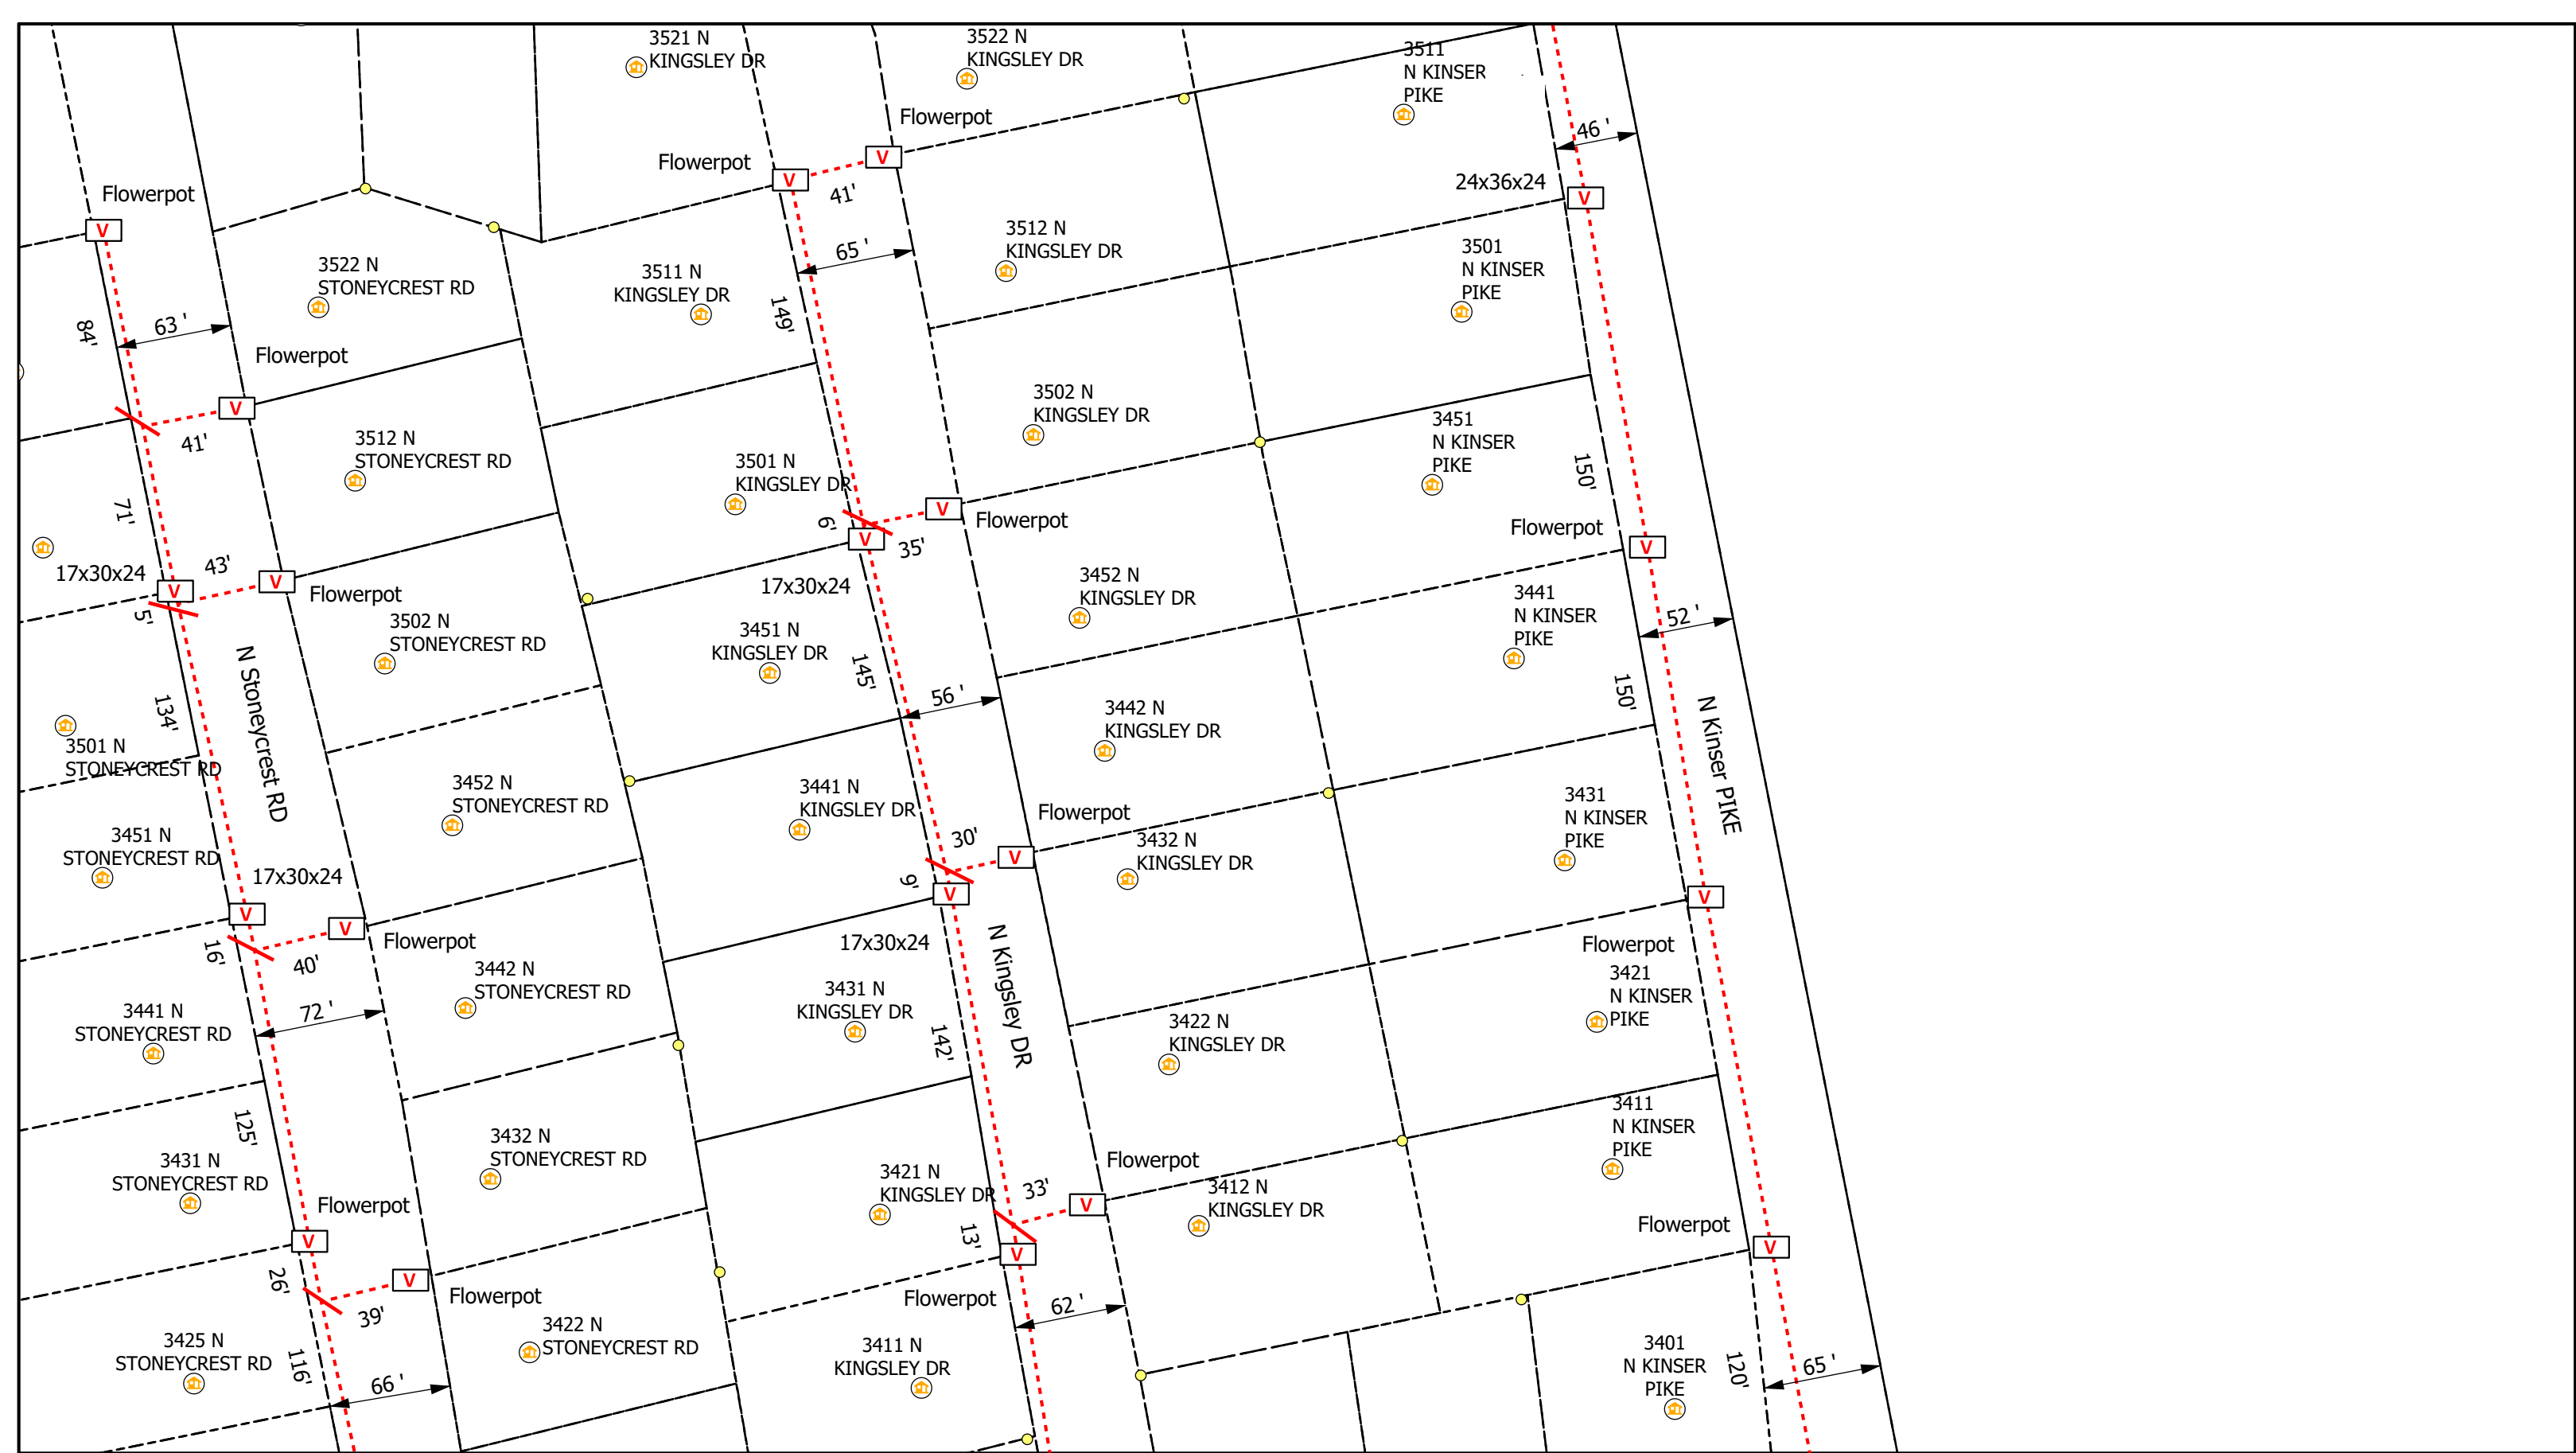 3521 N
KINGSLEY DR
3522 N
KINGSLEY DR
3511
N KINSER
PIKE
Flowerpot
46 '
Flowerpot
V
V
41'
24x36x24
V
Flowerpot
V
3512 N
KINGSLEY DR
65 '
3501
N KINSER
PIKE
3522 N
STONEYCREST RD
3511 N
KINGSLEY DR
149'
84'
63 '
Flowerpot
V
41'
3502 N
KINGSLEY DR
3451
N KINSER
PIKE
3512 N
STONEYCREST RD
3501 N
KINGSLEY DR
150'
71'
6'
V
V
35'
Flowerpot
Flowerpot
V
17x30x24
43'
V
V
Flowerpot
17x30x24
3452 N
KINGSLEY DR
3441
N KINSER
PIKE
5'
3502 N
STONEYCREST RD
3451 N
KINGSLEY DR
52 '
N Stoneycrest RD
145'
56 '
150'
134'
3442 N
KINGSLEY DR
N Kinser PIKE
3501 N
STONEYCREST RD
3452 N
STONEYCREST RD
3441 N
KINGSLEY DR
Flowerpot
3431
N KINSER
PIKE
3451 N
STONEYCREST RD
30'
V
3432 N
KINGSLEY DR
17x30x24
9'
V
V
V
V
Flowerpot
17x30x24
Flowerpot
16'
40'
N Kingsley DR
3442 N
STONEYCREST RD
3431 N
KINGSLEY DR
3421
N KINSER
PIKE
3441 N
STONEYCREST RD
72 '
142'
3422 N
KINGSLEY DR
125'
3432 N
STONEYCREST RD
3411
N KINSER
PIKE
3431 N
STONEYCREST RD
3421 N
KINGSLEY DR
Flowerpot
33'
V
3412 N
KINGSLEY DR
Flowerpot
V
13'
V
Flowerpot
V
26'
V
39'
Flowerpot
Flowerpot
62 '
3425 N
STONEYCREST RD
3422 N
STONEYCREST RD
3411 N
KINGSLEY DR
3401
N KINSER
PIKE
116'
66 '
120'
65 '